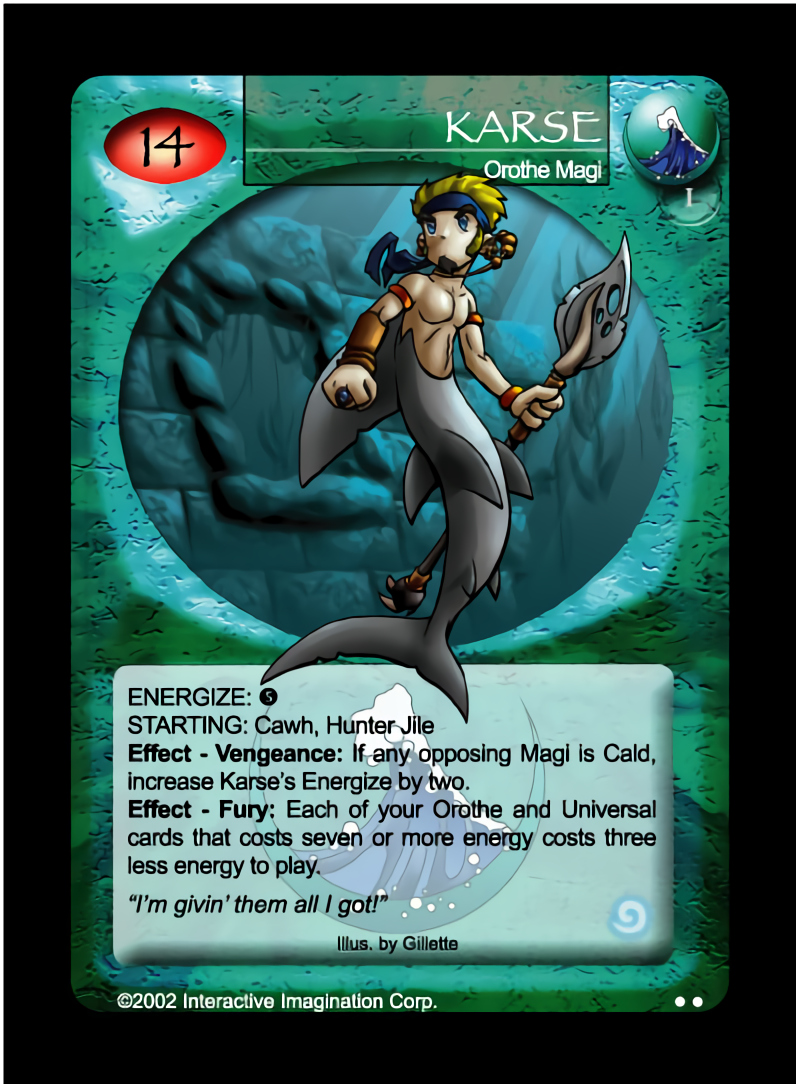 14
KARSE
Orothe Magi
I
ENERGIZE: 5
STARTING: Cawh, Hunter Jile
Effect - Vengeance: If any opposing Magi is Cald,
increase Karse's Energize by two.
Effect - Fury: Each of your Orothe and Universal
cards that costs seven or more energy costs three
less energy to play.
“I'm givin' them all I got!”
Illus. by Gillette
©2002 Interactive Imagination Corp.